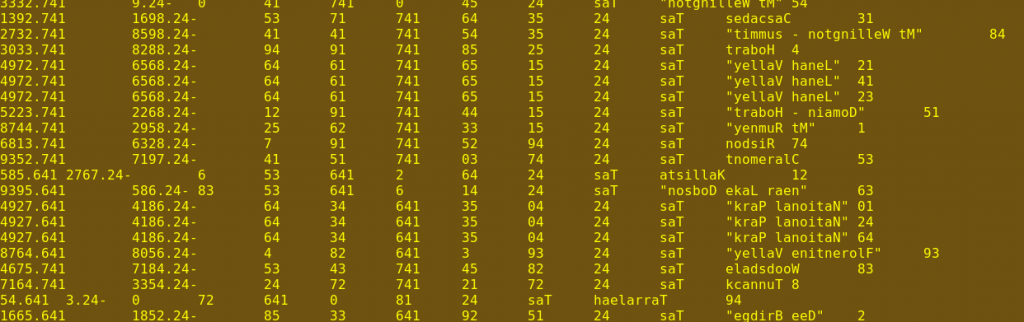 3332.741 9.24- 0 41 741 0 45 24 saT "notgnilleW tM" 54
1392.741 1698.24- 53 71 741 64 35 24 saT sedacsaC 31
2732.741 8598.24- 41 41 741 54 35 24 saT "timmus - notgnilleW tM" 84
3033.741 8288.24- 94 91 741 85 25 24 saT traboH 4
4972.741 6568.24- 64 61 741 65 15 24 saT "yellaV haneL" 21
4972.741 6568.24- 64 61 741 65 15 24 saT "yellaV haneL" 41
4972.741 6568.24- 64 61 741 65 15 24 saT "yellaV haneL" 23
5223.741 2268.24- 12 91 741 44 15 24 saT "traboH - niamoD" 51
8744.741 2958.24- 25 62 741 33 15 24 saT "yenmuR tM" 1
6813.741 6328.24- 7 91 741 52 94 24 saT nodsiR 74
9352.741 7197.24- 41 51 741 03 74 24 saT tnomeralC 53
585.641 2767.24- 6 53 641 2 64 24 saT atsillaK 12
9395.641 586.24- 83 53 641 6 14 24 saT "nosboD ekaL raen" 63
4927.641 4186.24- 64 34 641 35 04 24 saT "kraP lanoitaN" 01
4927.641 4186.24- 64 34 641 35 04 24 saT "kraP lanoitaN" 24
4927.641 4186.24- 64 34 641 35 04 24 saT "kraP lanoitaN" 64
8764.641 8056.24- 4 82 641 3 93 24 saT "yellaV enitnerolF" 93
4675.741 7184.24- 53 43 741 45 82 24 saT eladsdooW 83
7164.741 3354.24- 24 72 741 21 72 24 saT kcannuT 8
54.641 3.24- 0 72 641 0 81 24 saT haelarraT 94
1665.641 1852.24- 85 33 641 92 51 24 saT "egdirB eeD" 2